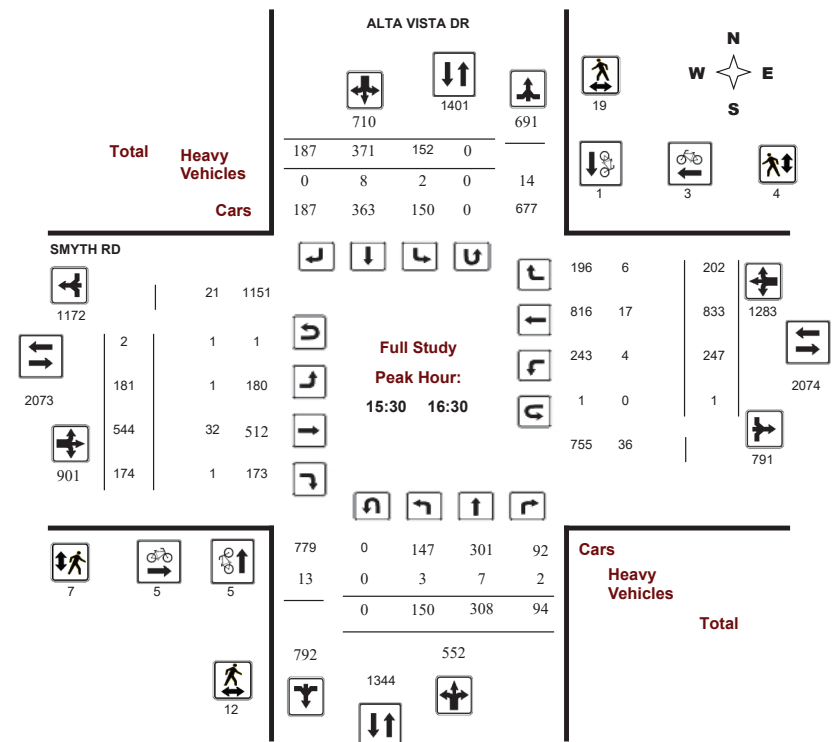 ALTA VISTA DR
N
W E
S
710
1401
691
19
Total
Heavy
Vehicles
Cars
187 371 152 0
0 8 2 0 14
187 363 150 0 677
1
3
4
SMYTH RD
1172
21 1151
2073
2 1 1
181 1 180
544 32 512
174 1 173
901
Full Study
Peak Hour:
15:30 16:30
196 6 202
816 17 833
243 4 247
1 0 1
755 36
1283
2074
791
7
5
5
12
779 0 147 301 92
13 0 3 7 2
0 150 308 94
792
1344
552
Cars
Heavy
Vehicles
Total